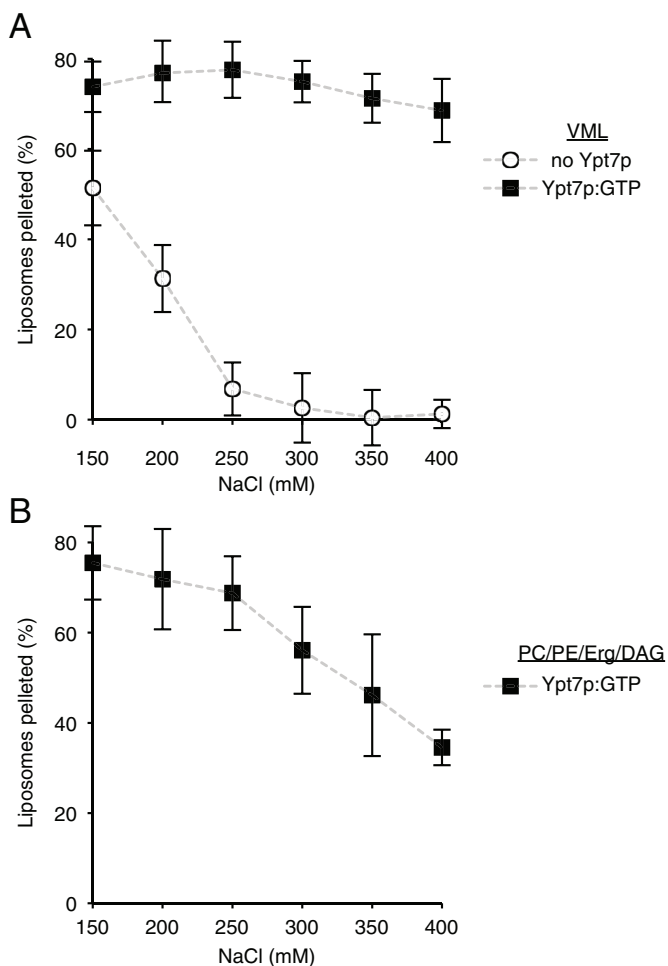 A
Liposomes pelleted (%)
80
60
40
20
0
150 200 250 300 350 400
NaCl (mM)
VML
no Ypt7p
Ypt7p:GTP
B
Liposomes pelleted (%)
80
60
40
20
0
150 200 250 300 350 400
NaCl (mM)
PC/PE/Erg/DAG
Ypt7p:GTP